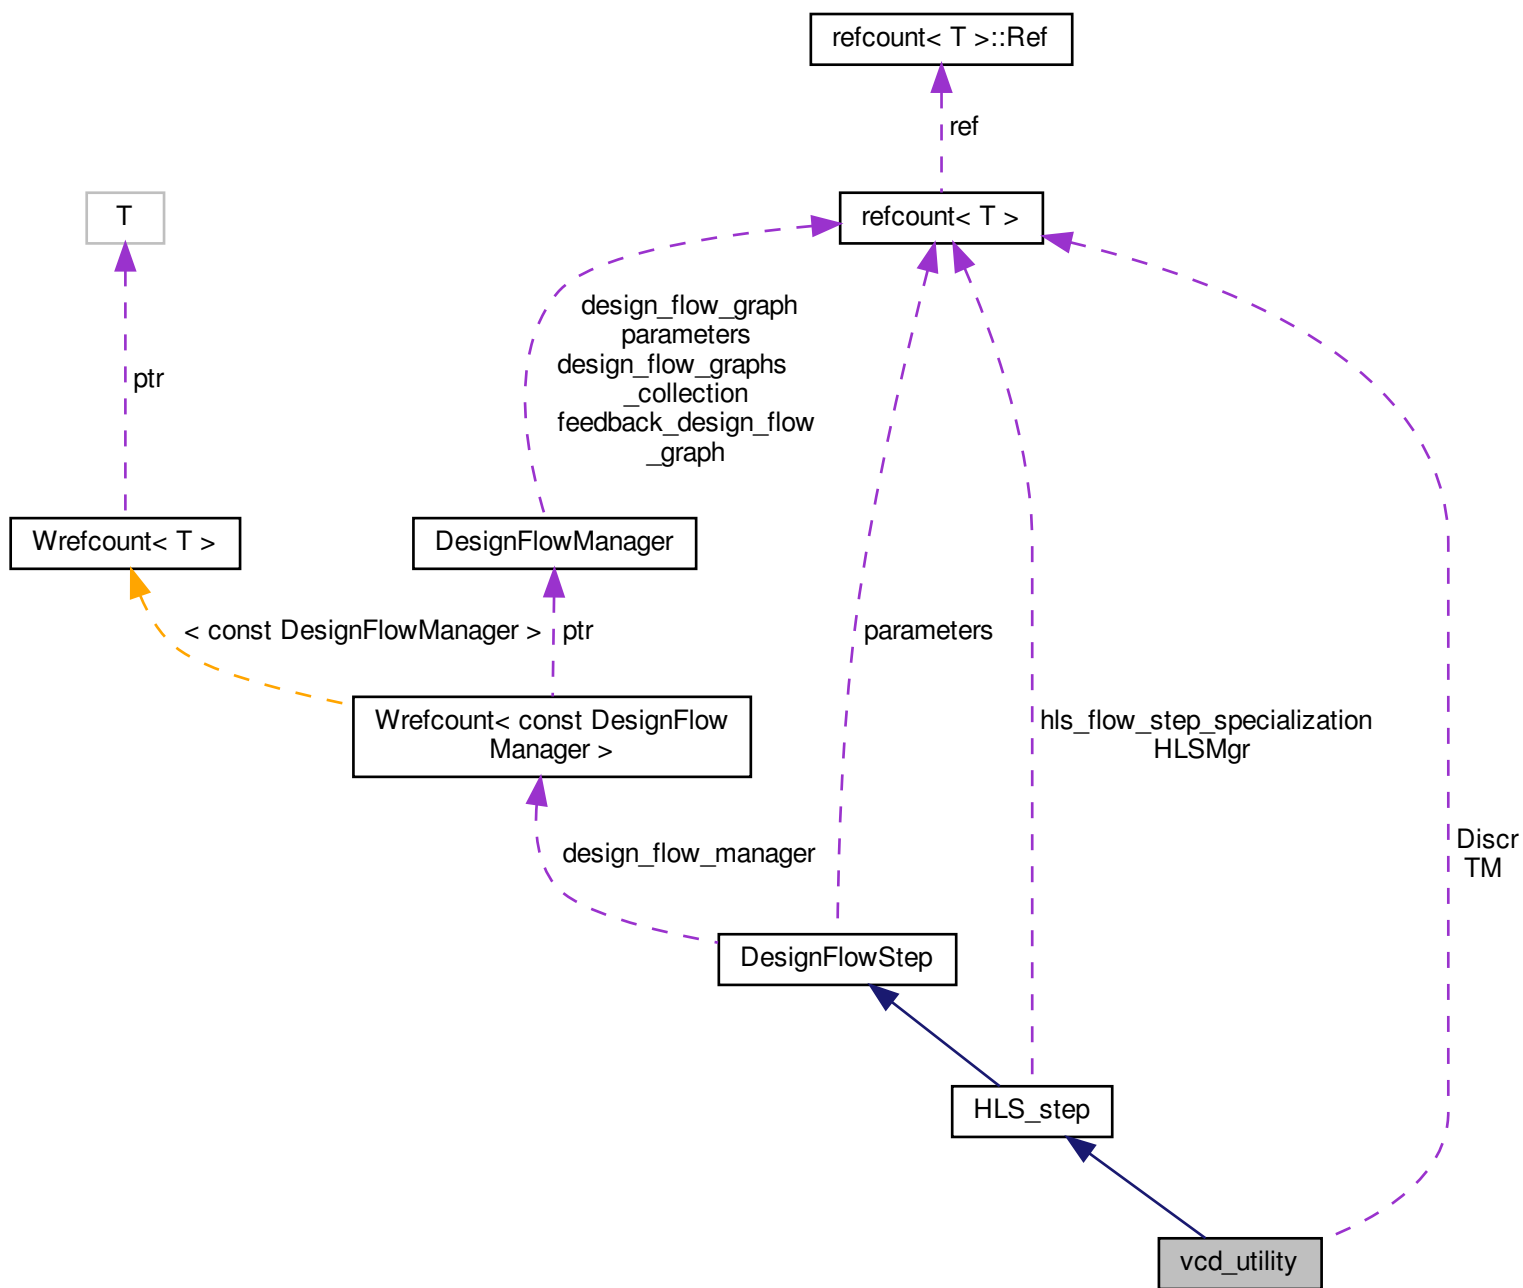 refcount< T >::Ref
ref
T
refcount< T >
design_flow_graph
parameters
design_flow_graphs
_collection
feedback_design_flow
_graph
ptr
Wrefcount< T >
DesignFlowManager
< const DesignFlowManager >
ptr
parameters
Wrefcount< const DesignFlow
Manager >
hls_flow_step_specialization
HLSMgr
design_flow_manager
Discr
TM
DesignFlowStep
HLS_step
vcd_utility